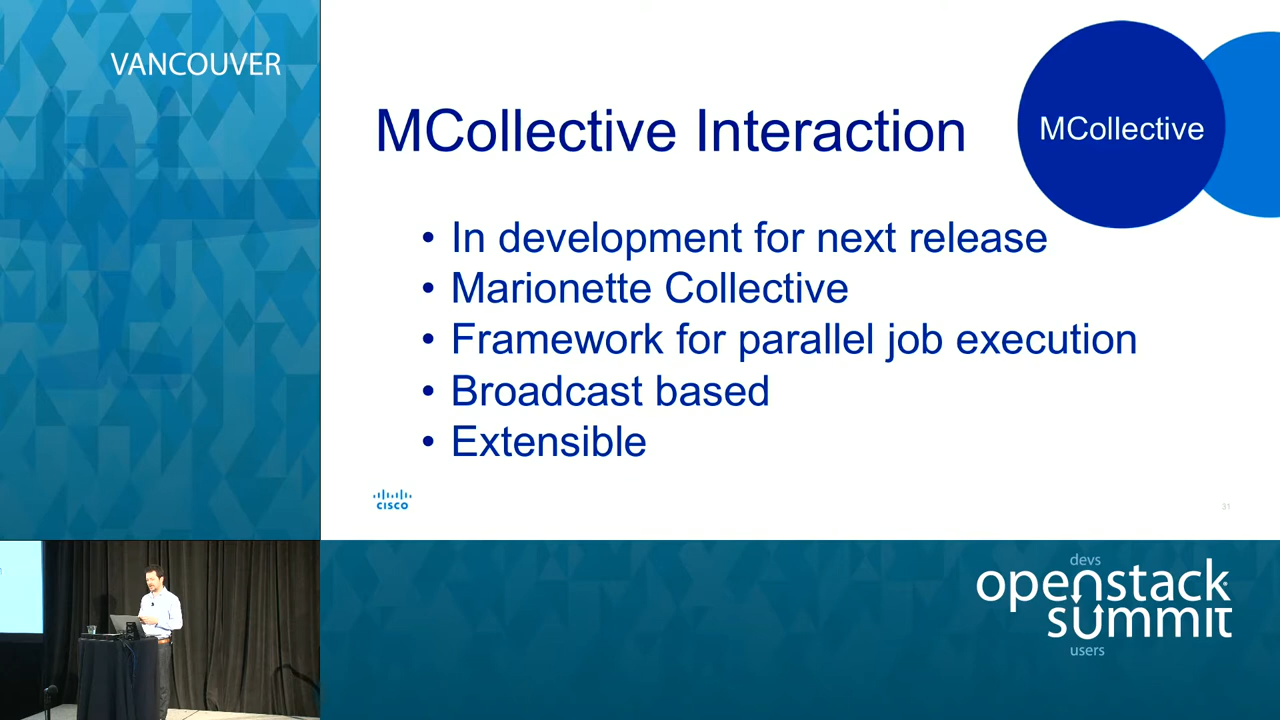 VANCOUVER
MCollective Interaction
MCollective
• In development for next release
• Marionette Collective
• Framework for parallel job execution
• Broadcast based
• Extensible
CISCO
31
devs
openstack
summit
users